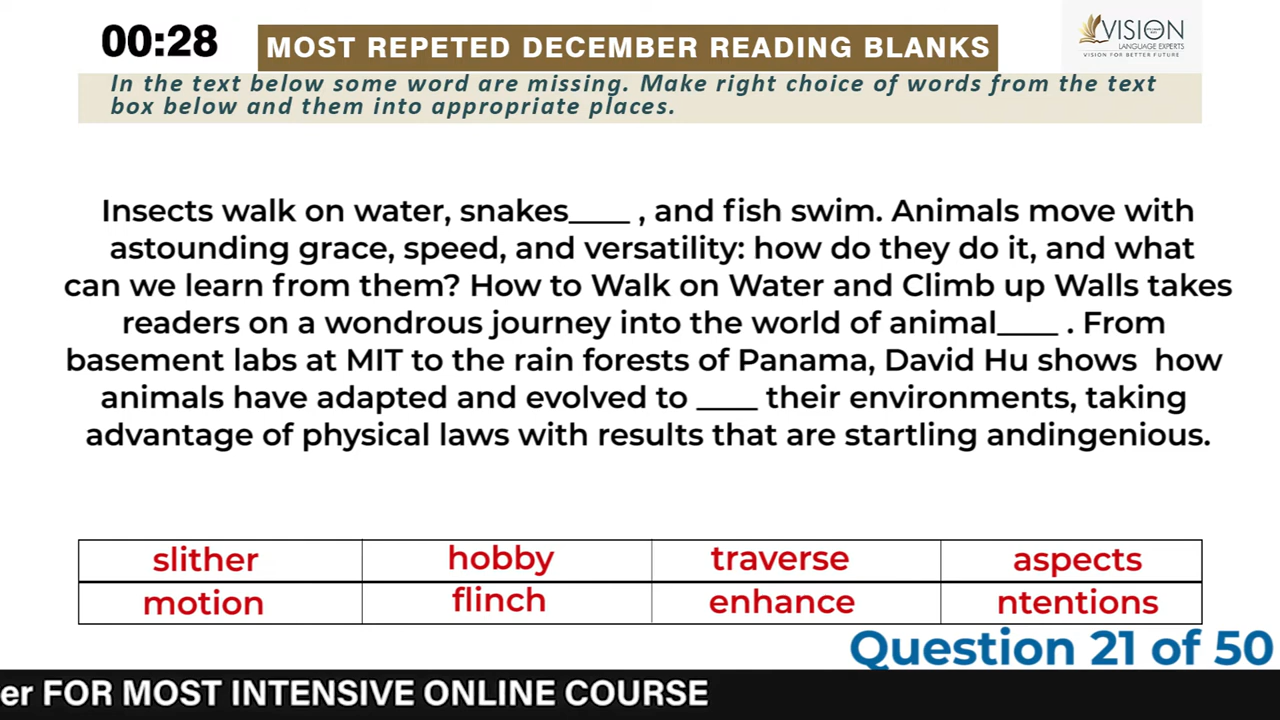 00:28
MOST REPETED DECEMBER READING BLANKS
VISION
LANGUAGE EXPERTS
VISION FOR BETTER FUTURE
In the text below some word are missing. Make right choice of words from the text
box below and them into appropriate places.
Insects walk on water, snakes____ , and fish swim. Animals move with
astounding grace, speed, and versatility: how do they do it, and what
can we learn from them? How to Walk on Water and Climb up Walls takes
readers on a wondrous journey into the world of animal____ . From
basement labs at MIT to the rain forests of Panama, David Hu shows how
animals have adapted and evolved to ____ their environments, taking
advantage of physical laws with results that are startling andingenious.
slither hobby traverse aspects
motion flinch enhance ntentions
Question 21 of 50
er FOR MOST INTENSIVE ONLINE COURSE